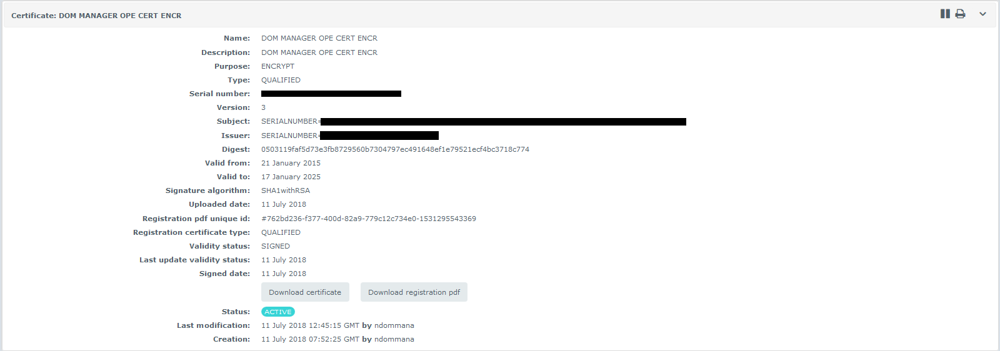 Certificate: DOM MANAGER OPE CERT ENCR
Name: DOM MANAGER OPE CERT ENCR
Description: DOM MANAGER OPE CERT ENCR
Purpose: ENCRYPT
Type: QUALIFIED
Serial number:
Version: 3
Subject: SERIALNUMBER=
Issuer: SERIALNUMBER=
Digest: 0503119faf5d73e3fb8729560b7304797ec491648ef1e79521ecf4bc3718c774
Valid from: 21 January 2015
Valid to: 17 January 2025
Signature algorithm: SHA1withRSA
Uploaded date: 11 July 2018
Registration pdf unique id: #762bd236-f377-400d-82a9-779c12c734e0-1531295543369
Registration certificate type: QUALIFIED
Validity status: SIGNED
Last update validity status: 11 July 2018
Signed date: 11 July 2018
Download certificate Download registration pdf
Status: ACTIVE
Last modification: 11 July 2018 12:45:15 GMT by ndommana
Creation: 11 July 2018 07:52:25 GMT by ndommana